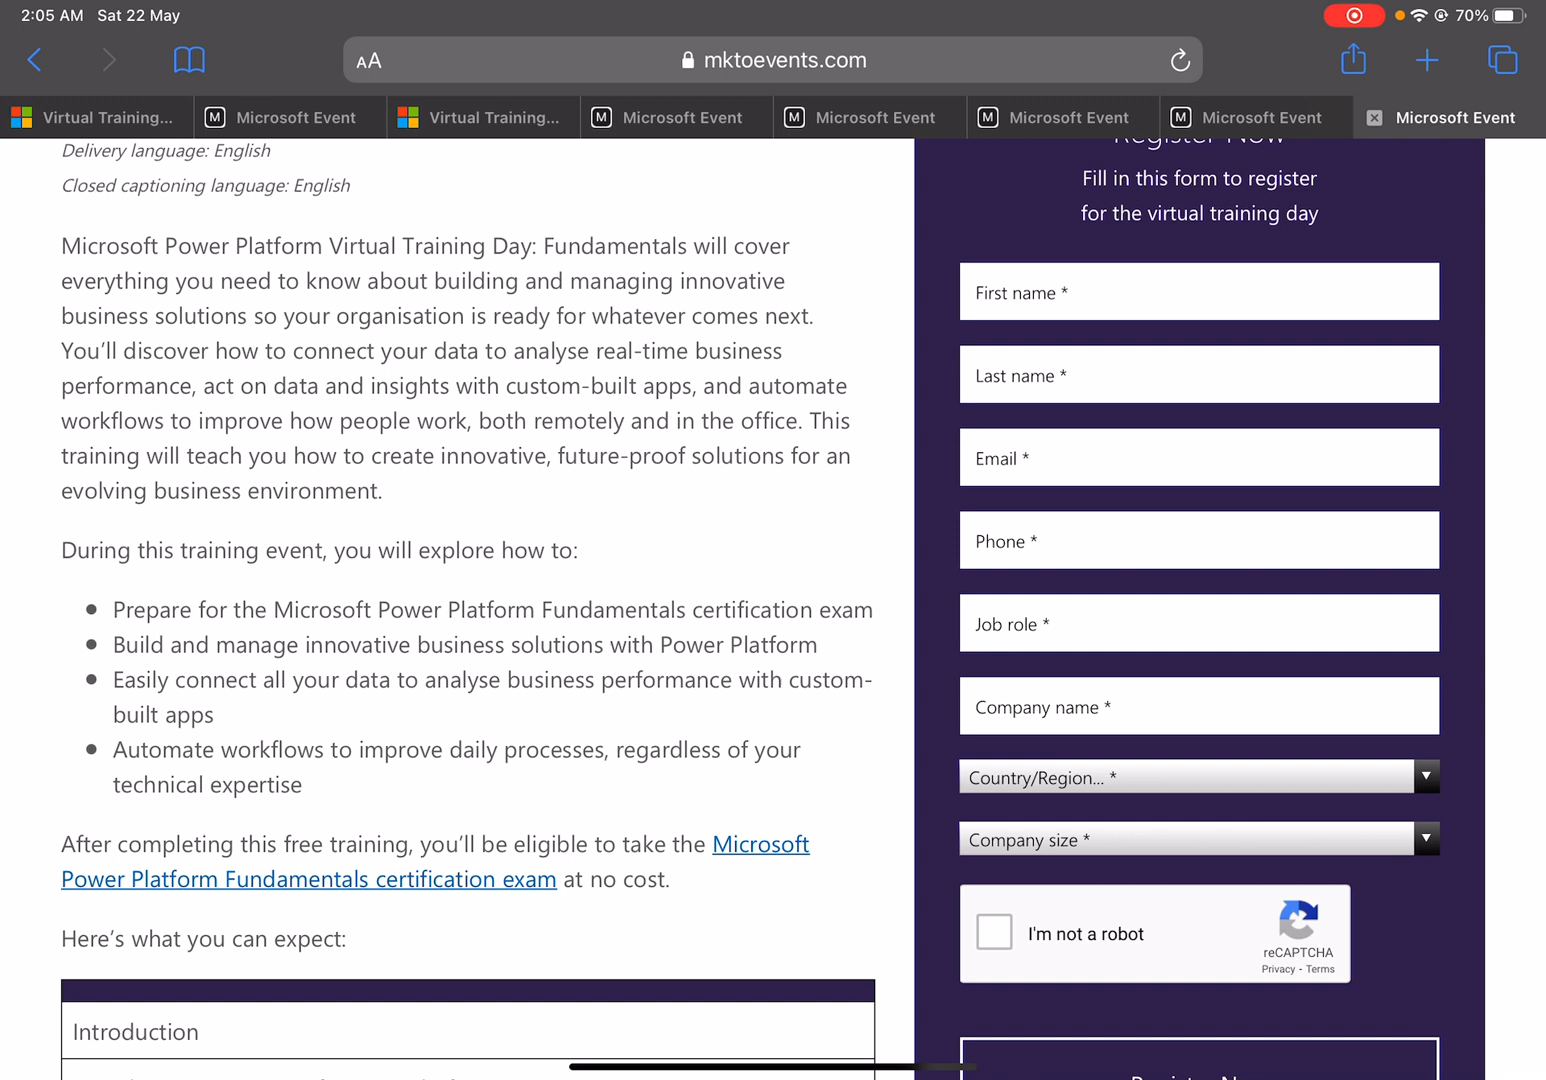 2:05 AM Sat 22 May
70%
AA
mktoevents.com
Virtual Training...
Microsoft Event
Virtual Training...
Microsoft Event
Microsoft Event
Microsoft Event
Microsoft Event
Microsoft Event
Delivery language: English
Closed captioning language: English
Microsoft Power Platform Virtual Training Day: Fundamentals will cover
everything you need to know about building and managing innovative
business solutions so your organisation is ready for whatever comes next.
You'll discover how to connect your data to analyse real-time business
performance, act on data and insights with custom-built apps, and automate
workflows to improve how people work, both remotely and in the office. This
training will teach you how to create innovative, future-proof solutions for an
evolving business environment.
During this training event, you will explore how to:
Prepare for the Microsoft Power Platform Fundamentals certification exam
Build and manage innovative business solutions with Power Platform
Easily connect all your data to analyse business performance with custom-
built apps
Automate workflows to improve daily processes, regardless of your
technical expertise
After completing this free training, you'll be eligible to take the Microsoft
Power Platform Fundamentals certification exam at no cost.
Here's what you can expect:
Introduction
Register Now
Fill in this form to register
for the virtual training day
First name *
Last name *
Email *
Phone *
Job role *
Company name *
Country/Region... *
Company size *
I'm not a robot
reCAPTCHA
Privacy - Terms